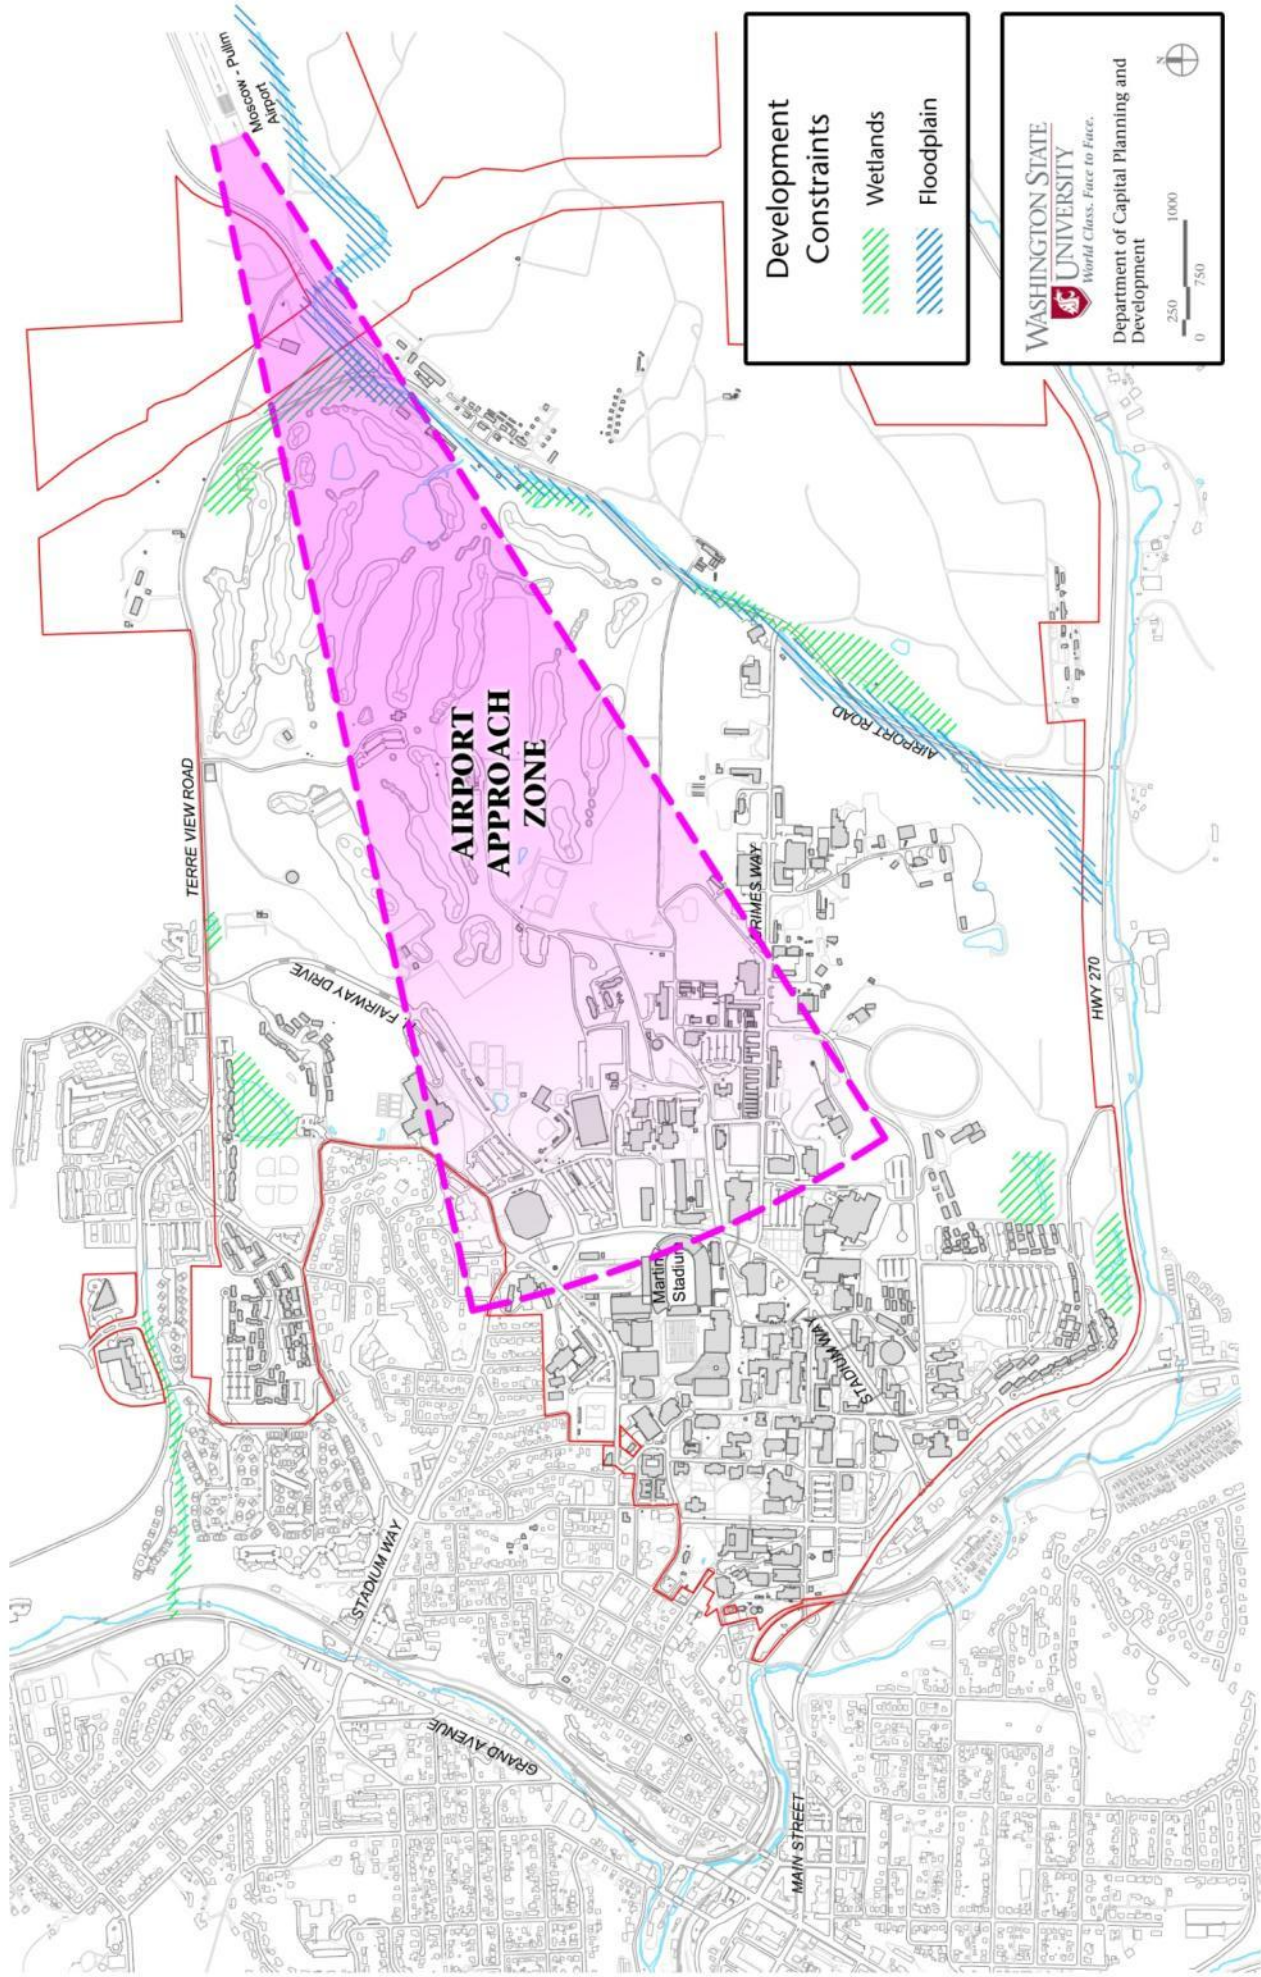 Moscow - Pullm
Airport
TERRE VIEW ROAD
AIRPORT
APPROACH
ZONE
FAIRWAY DRIVE
RIMES WAY
AIRPORT ROAD
HWY 270
Martin
Stadium
STADIUM WAY
STADIUM WAY
GRAND AVENUE
MAIN STREET
Development
Constraints
Wetlands
Floodplain
WASHINGTON STATE
UNIVERSITY
World Class. Face to Face.
Department of Capital Planning and
Development
N
250 1000
0 750